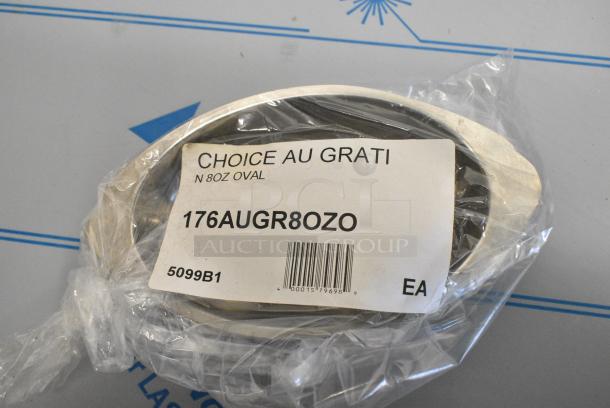 CHOICE AU GRATI
N 8OZ OVAL
PCI
AUCTION GROUP
176AUGR8OZO
5099B1
EA